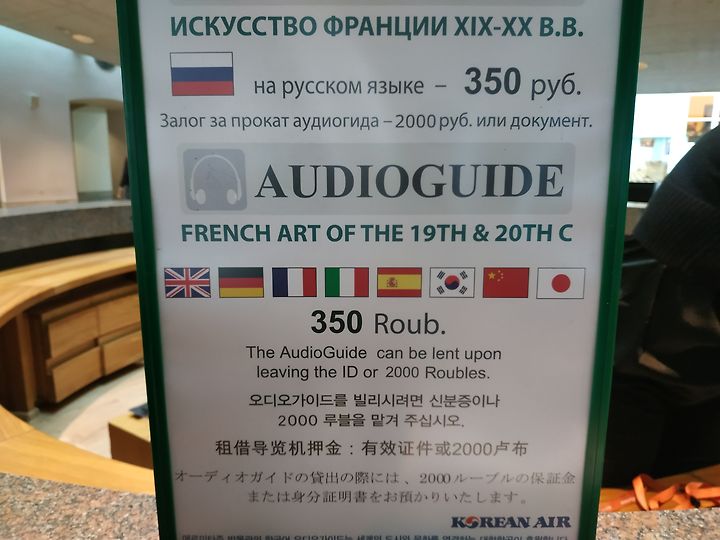 ИСКУССТВО ФРАНЦИИ XIX-XX В.В.
на русском языке – 350 руб.
Залог за прокат аудиогида – 2000 руб. или документ.
AUDIOGUIDE
FRENCH ART OF THE 19TH & 20TH C
350 Roub.
The AudioGuide can be lent upon
leaving the ID or 2000 Roubles.
오디오가이드를 빌리시려면 신분증이나
2000 루블을 맡겨 주십시오.
租借导览机押金：有效证件或2000卢布
オーディオガイドの貸出の際には、2000ルーブルの保証金
または身分証明書をお預かりいたします。
KOREAN AIR